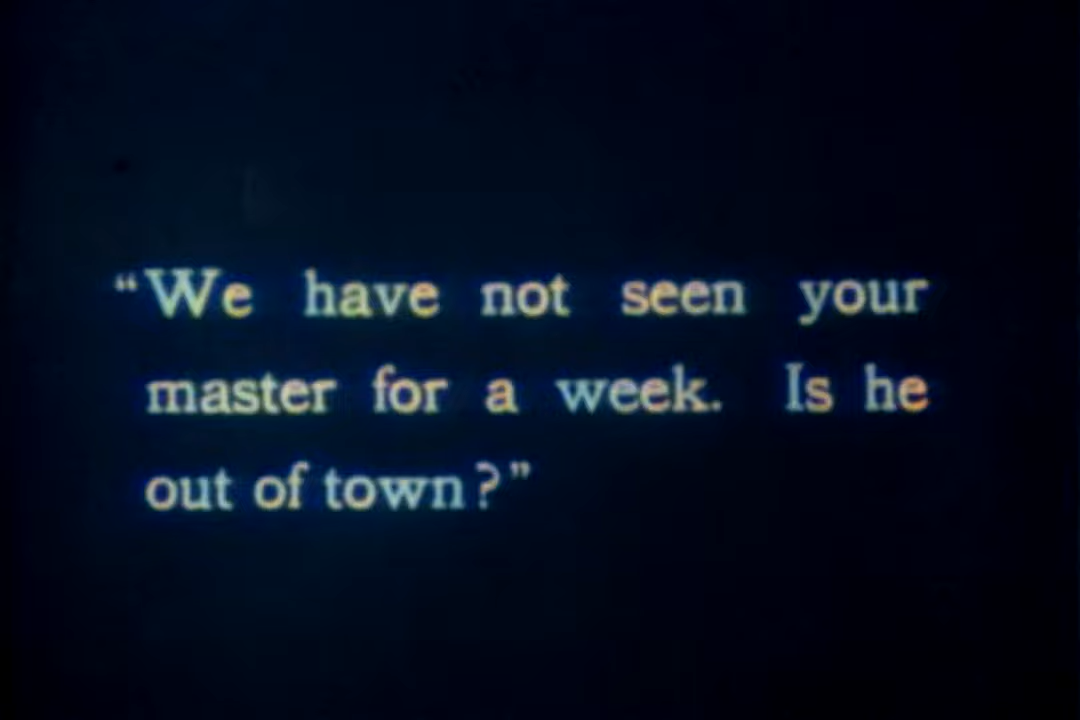 “We have not seen your
master for a week. Is he
out of town?”